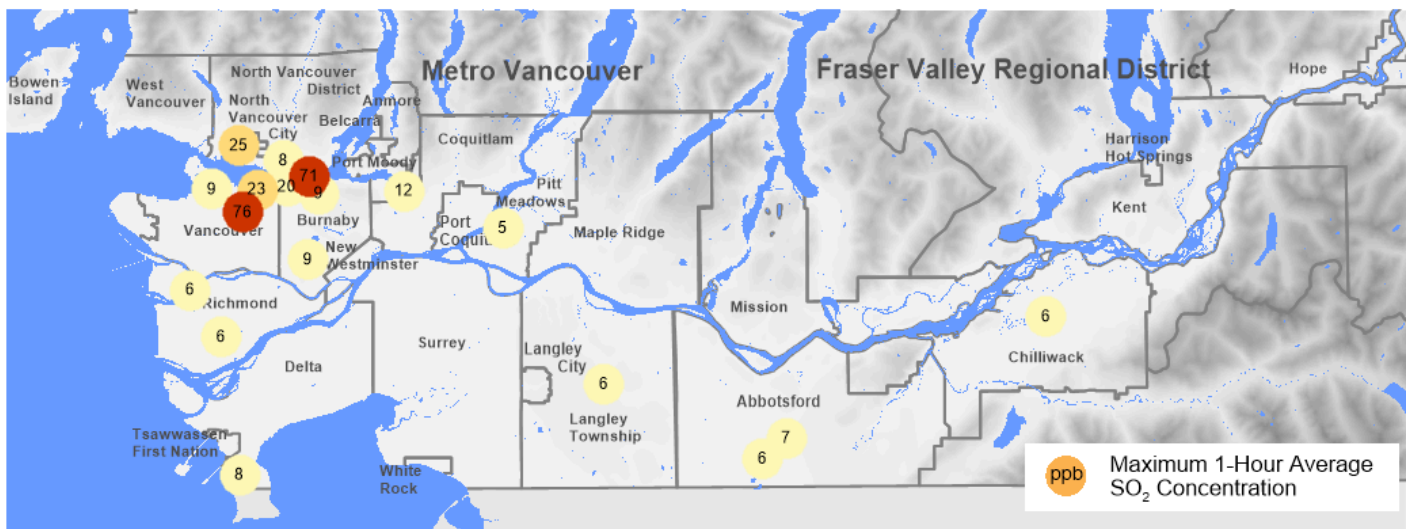 Metro Vancouver
Fraser Valley Regional District
Hope
Bowen
Island
West
Vancouver
North Vancouver
District
North
Vancouver
City
Anmore
Belcarra
Coquitlam
Harrison
Hot Springs
25
8
Port Moody
71
9
23
20
9
12
Pitt
Meadows
Kent
76
Vancouver
Burnaby
Port
Coquit
5
Maple Ridge
New
Westminster
9
6
Richmond
Mission
6
6
Chilliwack
Delta
Surrey
Langley
City
6
Langley
Township
Abbotsford
7
6
Tsawwassen
First Nation
8
White
Rock
ppb
Maximum 1-Hour Average
SO₂ Concentration